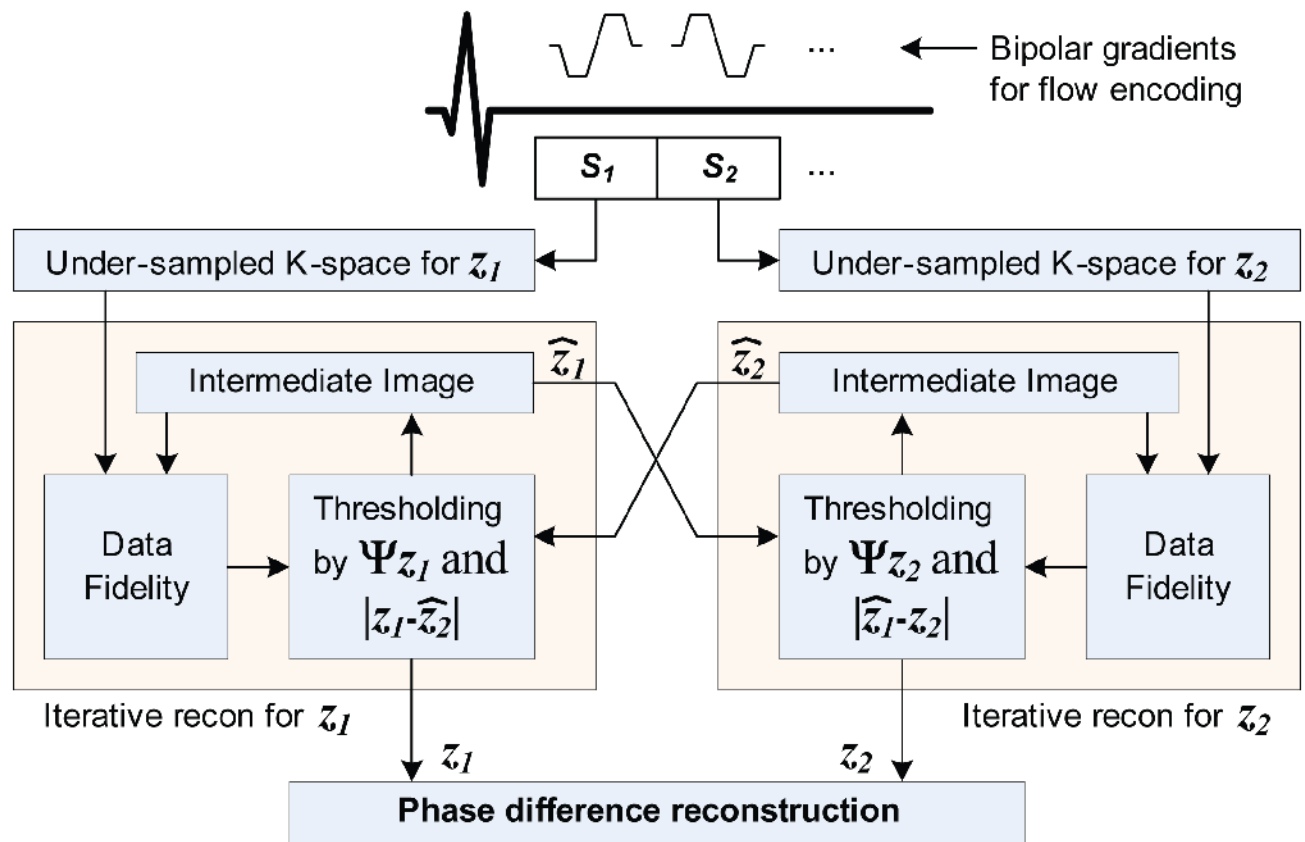 ... Bipolar gradients
for flow encoding
S₁ S₂ ...
Under-sampled K-space for z₁
Under-sampled K-space for z₂
ẑ₁
ẑ₂
Intermediate Image
Intermediate Image
Data
Fidelity
Thresholding
by Ψz₁ and
|z₁-ẑ₂|
Thresholding
by Ψz₂ and
|ẑ₁-z₂|
Data
Fidelity
Iterative recon for z₁
Iterative recon for z₂
z₁
z₂
Phase difference reconstruction